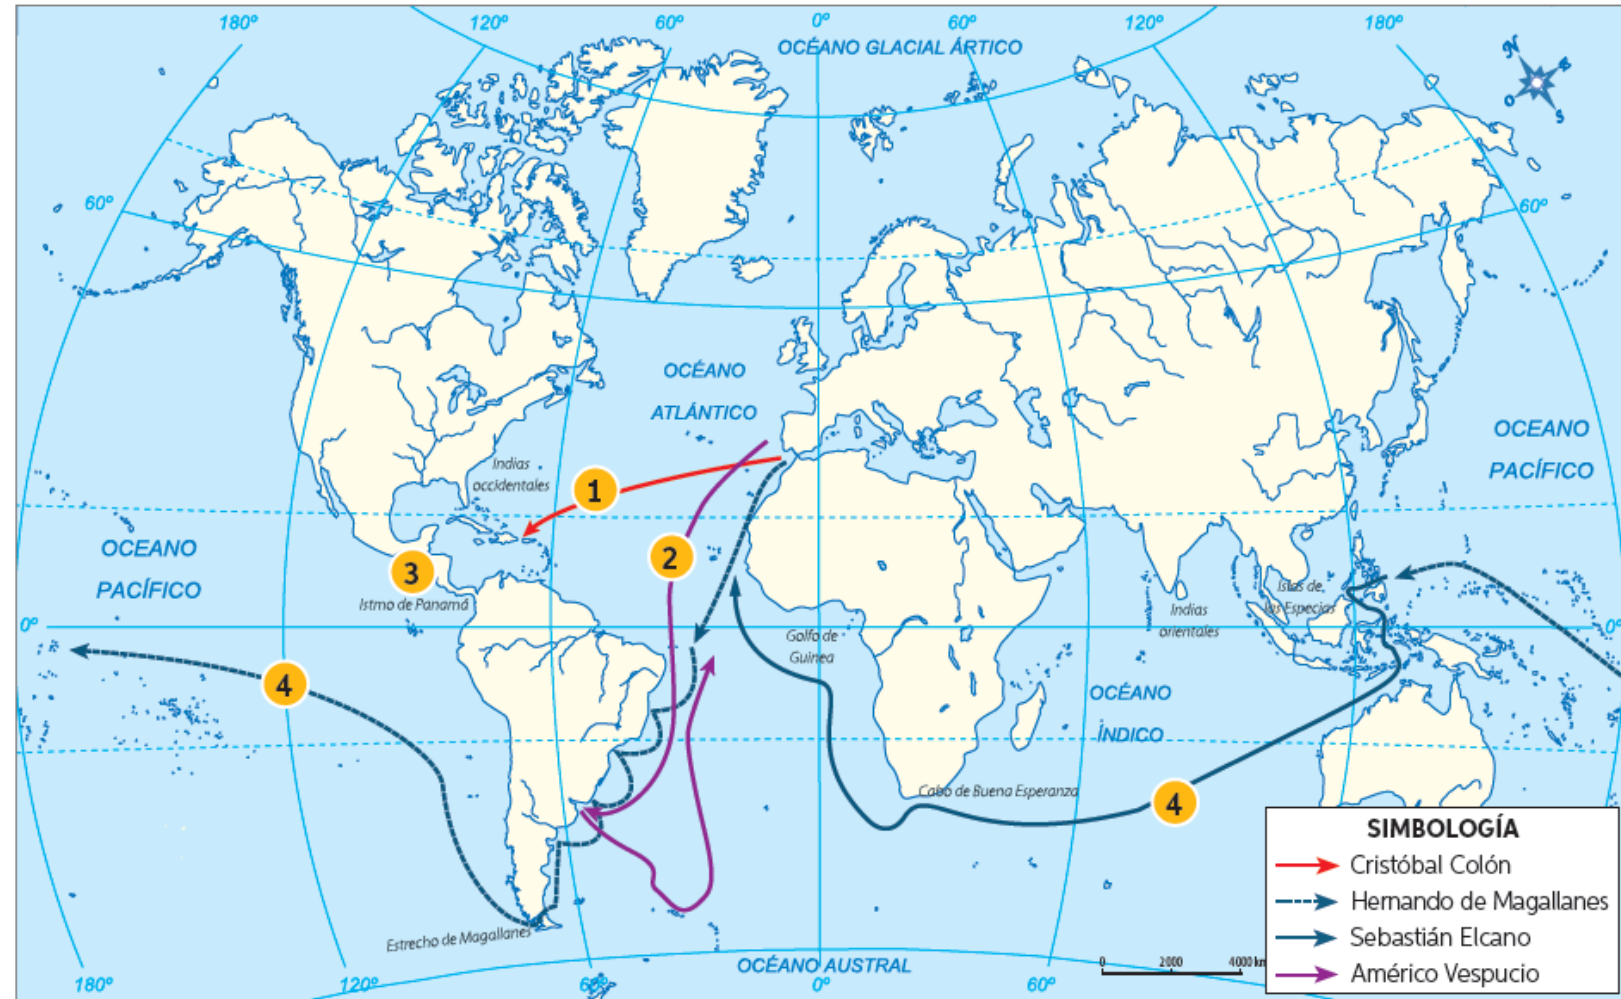 180º
120º
60º
0º
60º
120º
180º
OCÉANO GLACIAL ÁRTICO
N
E
O
S
60º
60º
OCÉANO
ATLÁNTICO
OCEANO
PACÍFICO
Indias
occidentales
1
2
3
Istmo de Panamá
OCEANO
PACÍFICO
Islas de
las Especias
Indias
orientales
0º
0º
Golfo de
Guinea
4
OCÉANO
ÍNDICO
Cabo de Buena Esperanza
4
Estrecho de Magallanes
OCÉANO AUSTRAL
0
2000
4000 km
180º
120º
60º
0º
60º
SIMBOLOGÍA
Cristóbal Colón
Hernando de Magallanes
Sebastián Elcano
Américo Vespucio